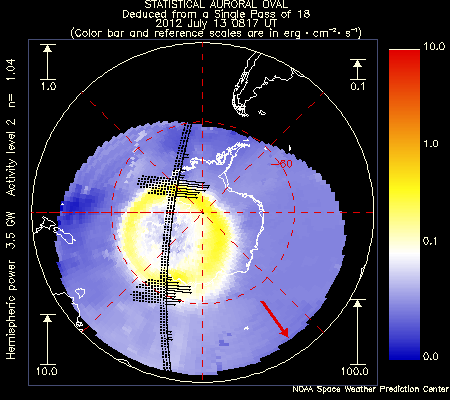 STATISTICAL AURORAL OVAL
Deduced from a Single Pass of 18
2012 July 13 0817 UT
(Color bar and reference scales are in erg·cm⁻²·s⁻¹)
Hemispheric power 3.5 GW Activity level 2 n= 1.04
1.0
0.1
10.0
100.0
-60
10.0
1.0
0.1
0.0
NOAA Space Weather Prediction Center